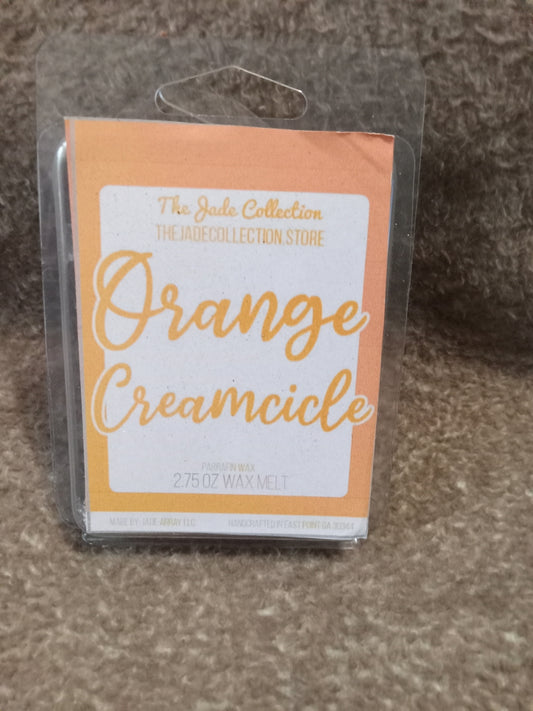 The Jade Collection
THEJADECOLLECTION.STORE
Orange
Creamcicle
PARRAFIN WAX
2.75 OZ WAX MELT
MADE BY: JADE ARRAY LLC HANDCRAFTED IN EAST POINT GA 30344